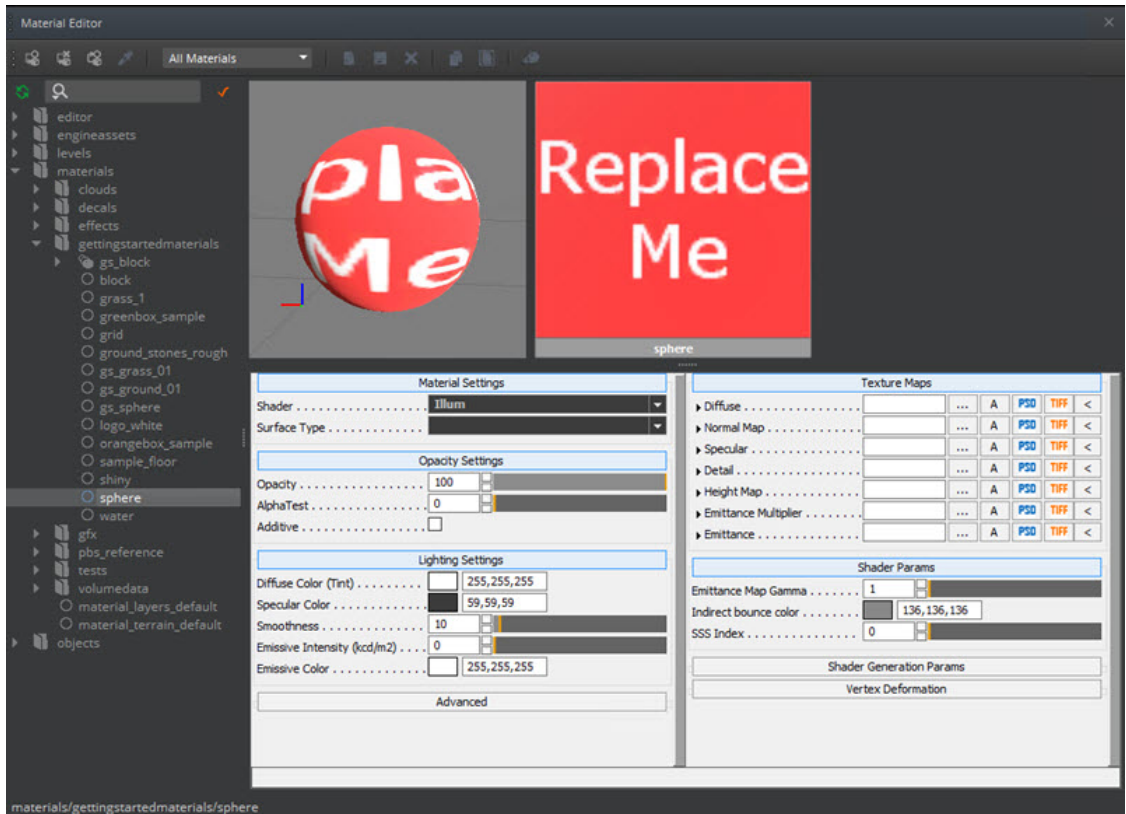 Material Editor
All Materials
editor
engineassets
levels
materials
clouds
decals
effects
gettingstartedmaterials
gs_block
block
grass_1
greenbox_sample
grid
ground_stones_rough
gs_grass_01
gs_ground_01
gs_sphere
logo_white
orangebox_sample
sample_floor
shiny
sphere
water
gfx
pbs_reference
tests
volumedata
material_layers_default
material_terrain_default
objects
pla
Me
Replace
Me
sphere
Material Settings
Shader . . . . . . . . . . . . . . . . . . Illum
Surface Type . . . . . . . . . . . . .
Opacity Settings
Opacity . . . . . . . . . . . . . . . . . 100
AlphaTest . . . . . . . . . . . . . . . 0
Additive . . . . . . . . . . . . . . . . .
Lighting Settings
Diffuse Color (Tint) . . . . . . . . . 255,255,255
Specular Color . . . . . . . . . . . . 59,59,59
Smoothness . . . . . . . . . . . . . . 10
Emissive Intensity (kcd/m2) . . . . 0
Emissive Color . . . . . . . . . . . . . 255,255,255
Advanced
Texture Maps
Diffuse . . . . . . . . . . . . . . . ... A PSD TIFF <
Normal Map . . . . . . . . . . . . ... A PSD TIFF <
Specular . . . . . . . . . . . . . . ... A PSD TIFF <
Detail . . . . . . . . . . . . . . . . ... A PSD TIFF <
Height Map . . . . . . . . . . . . . ... A PSD TIFF <
Emittance Multiplier . . . . . . . . ... A PSD TIFF <
Emittance . . . . . . . . . . . . . . ... A PSD TIFF <
Shader Params
Emittance Map Gamma . . . . . . . 1
Indirect bounce color . . . . . . . . 136,136,136
SSS Index . . . . . . . . . . . . . . . 0
Shader Generation Params
Vertex Deformation
materials/gettingstartedmaterials/sphere